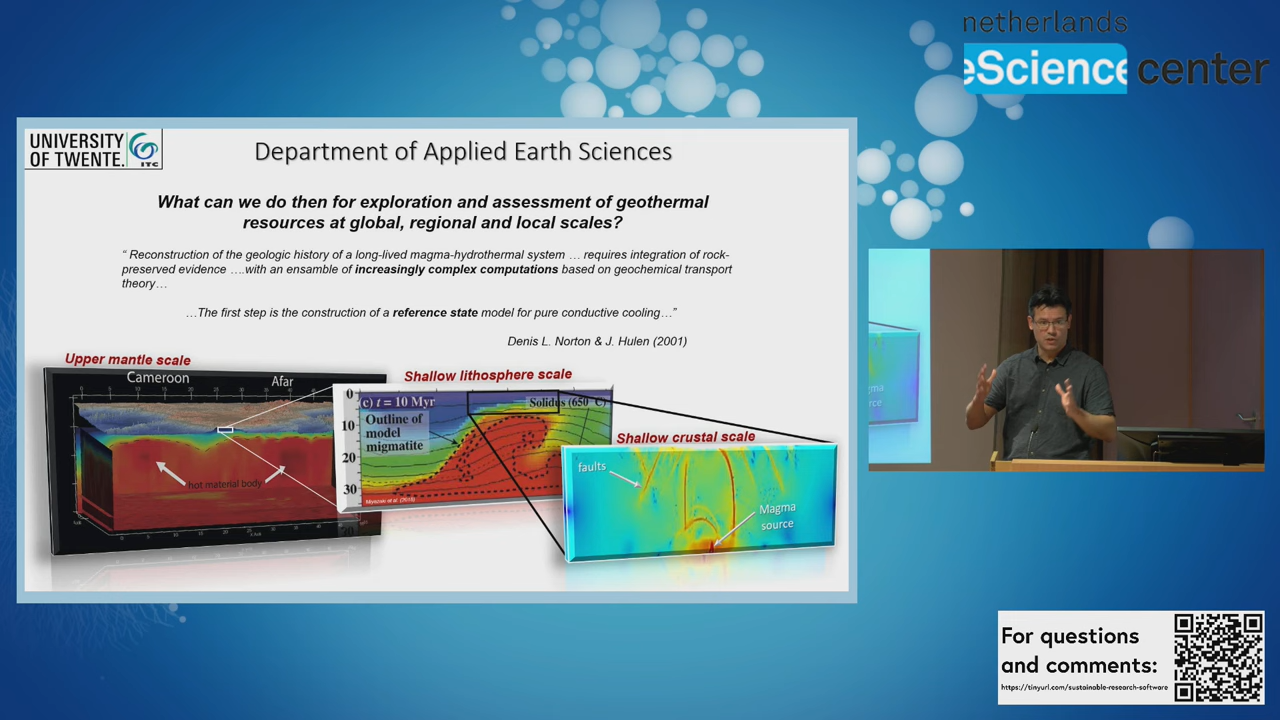 netherlands
eScience center
UNIVERSITY
OF TWENTE.
ITC
Department of Applied Earth Sciences
What can we do then for exploration and assessment of geothermal
resources at global, regional and local scales?
“ Reconstruction of the geologic history of a long-lived magma-hydrothermal system … requires integration of rock-
preserved evidence ….with an ensamble of increasingly complex computations based on geochemical transport
theory…
…The first step is the construction of a reference state model for pure conductive cooling…”
Denis L. Norton & J. Hulen (2001)
Upper mantle scale
Cameroon Afar
hot material body
Shallow lithosphere scale
c) t = 10 Myr
Solidus (650 °C)
Outline of
model
migmatite
0
10
20
30
Shallow crustal scale
faults
Magma
source
For questions
and comments:
https://tinyurl.com/sustainable-research-software